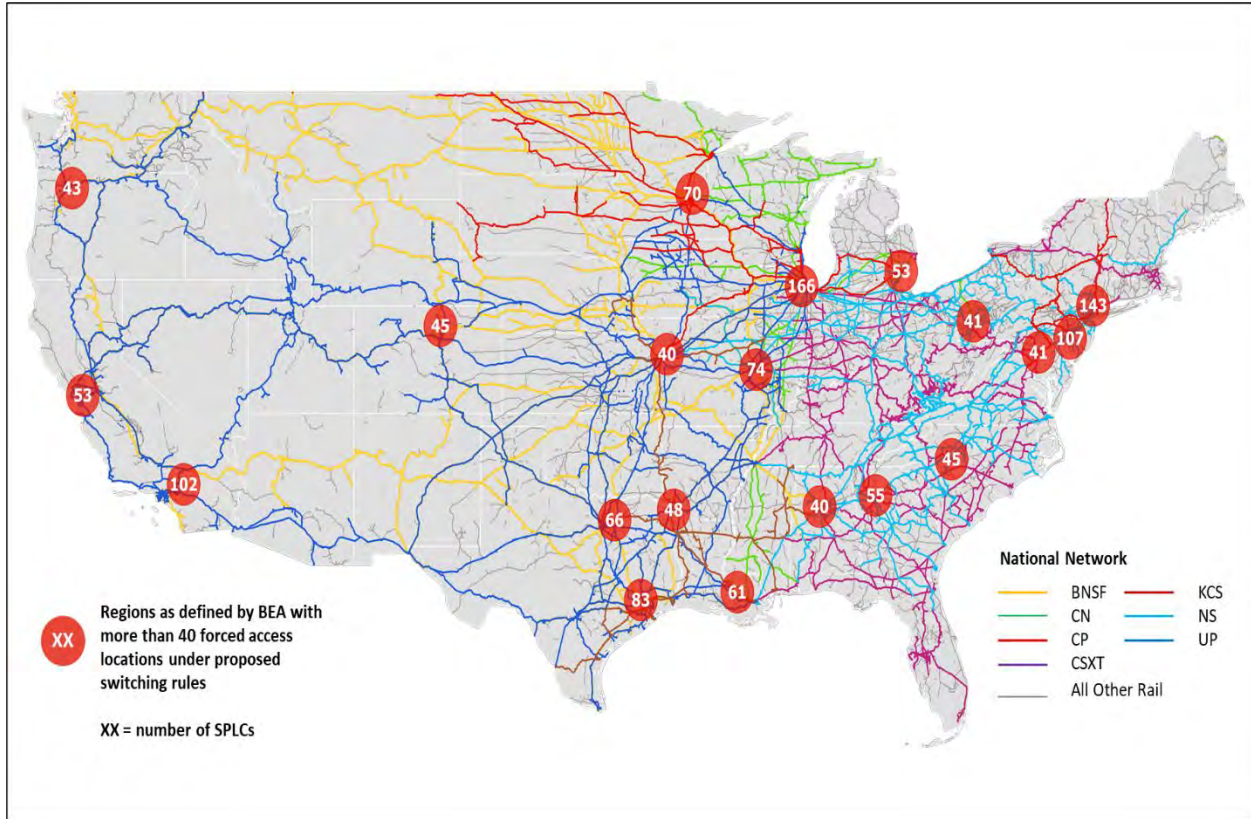 70
43
53
166
143
45
41
107
40
41
74
53
45
102
55
48
40
66
61
83
National Network
BNSF
KCS
CN
NS
CP
UP
CSXT
All Other Rail
XX
Regions as defined by BEA with
more than 40 forced access
locations under proposed
switching rules
XX = number of SPLCs